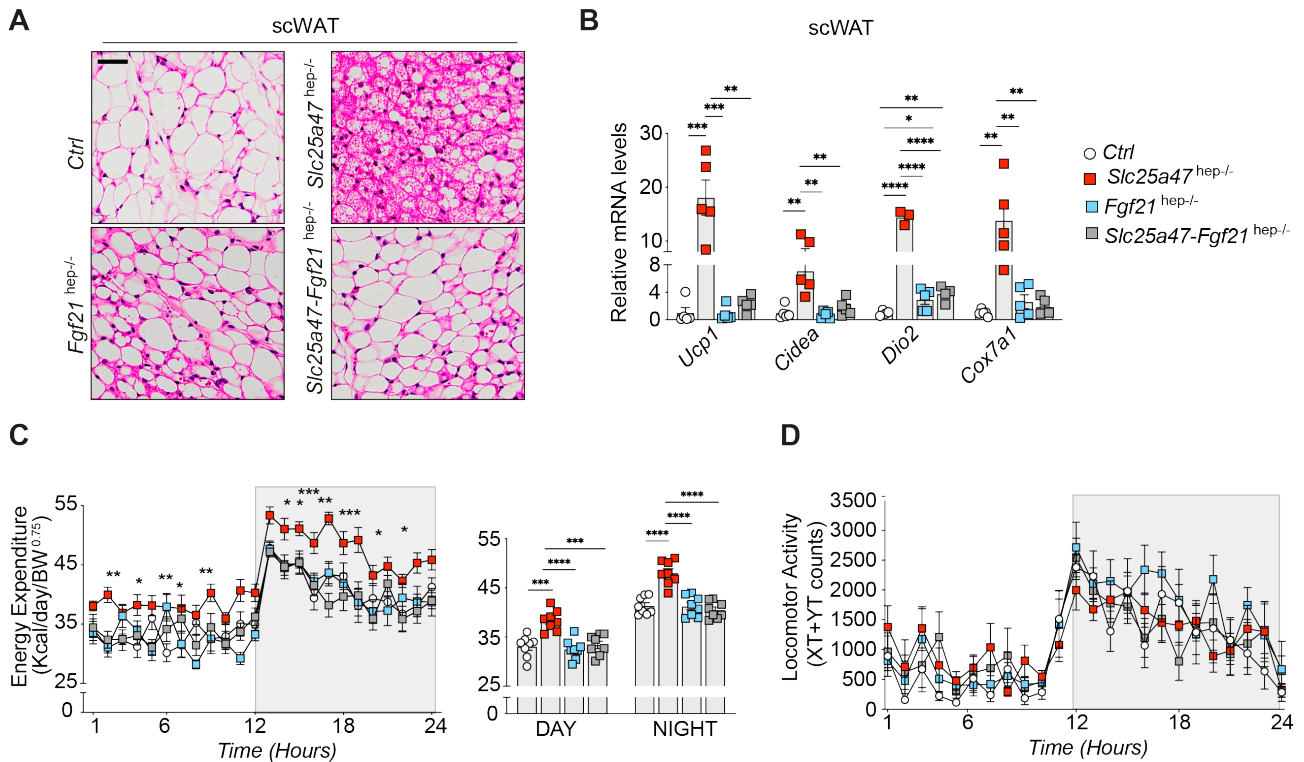 A
scWAT
Ctrl
Slc25a47 hep-/-
Fgf21 hep-/-
Slc25a47-Fgf21 hep-/-
B
scWAT
Relative mRNA levels
30
20
10
8
4
0
*** *** **
** ** **
**** **** **** * **
** ** **
Ucp1 Cidea Dio2 Cox7a1
Ctrl
Slc25a47 hep-/-
Fgf21 hep-/-
Slc25a47-Fgf21 hep-/-
C
Energy Expenditure
(Kcal/day/BW0.75)
55
45
35
25
0
** * ** * ** * * *** ** *** * *
1 6 12 18 24
Time (Hours)
55
45
35
25
0
*** **** ***
**** **** ****
DAY NIGHT
D
Locomotor Activity
(XT+YT counts)
3500
3000
2500
2000
1500
1000
500
0
1 6 12 18 24
Time (Hours)